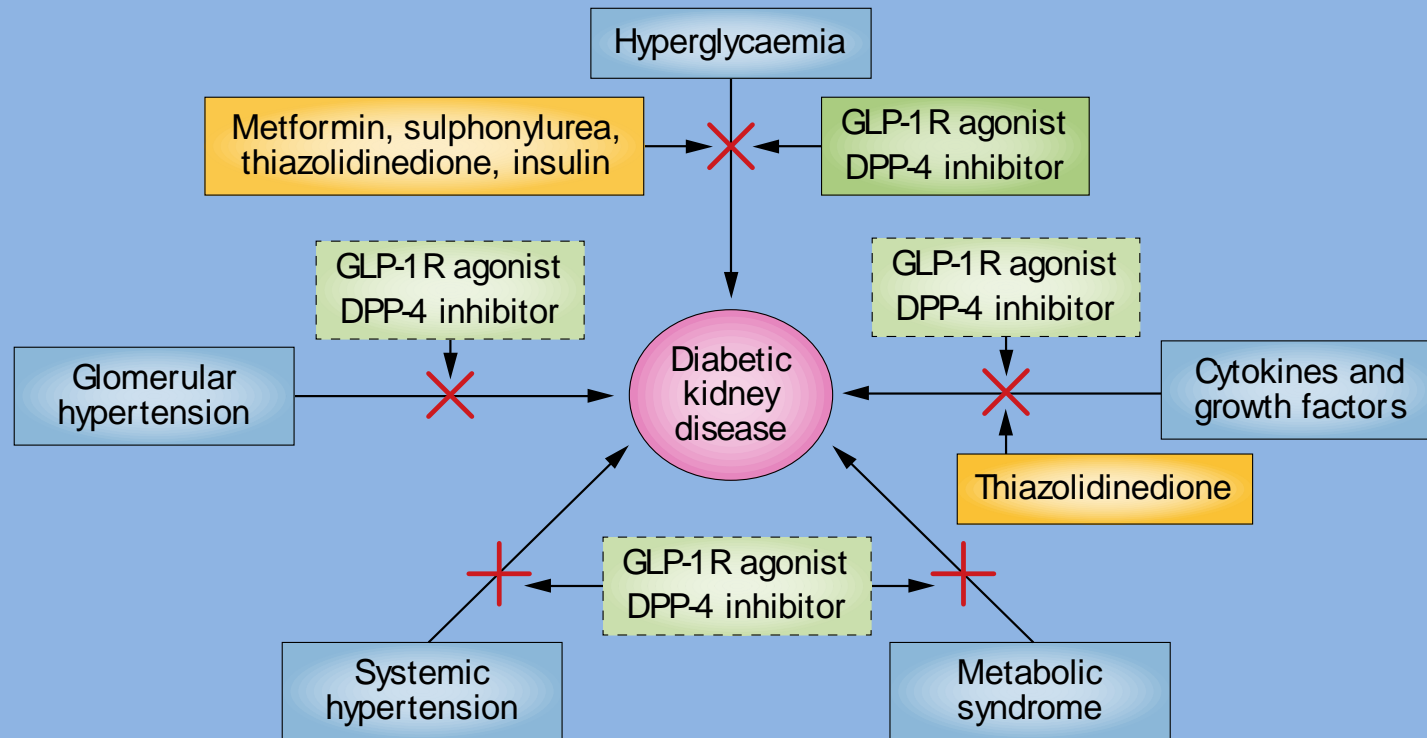 Hyperglycaemia
Metformin, sulphonylurea,
thiazolidinedione, insulin
GLP-1R agonist
DPP-4 inhibitor
GLP-1R agonist
DPP-4 inhibitor
GLP-1R agonist
DPP-4 inhibitor
Glomerular
hypertension
Diabetic
kidney
disease
Cytokines and
growth factors
Thiazolidinedione
GLP-1R agonist
DPP-4 inhibitor
Systemic
hypertension
Metabolic
syndrome